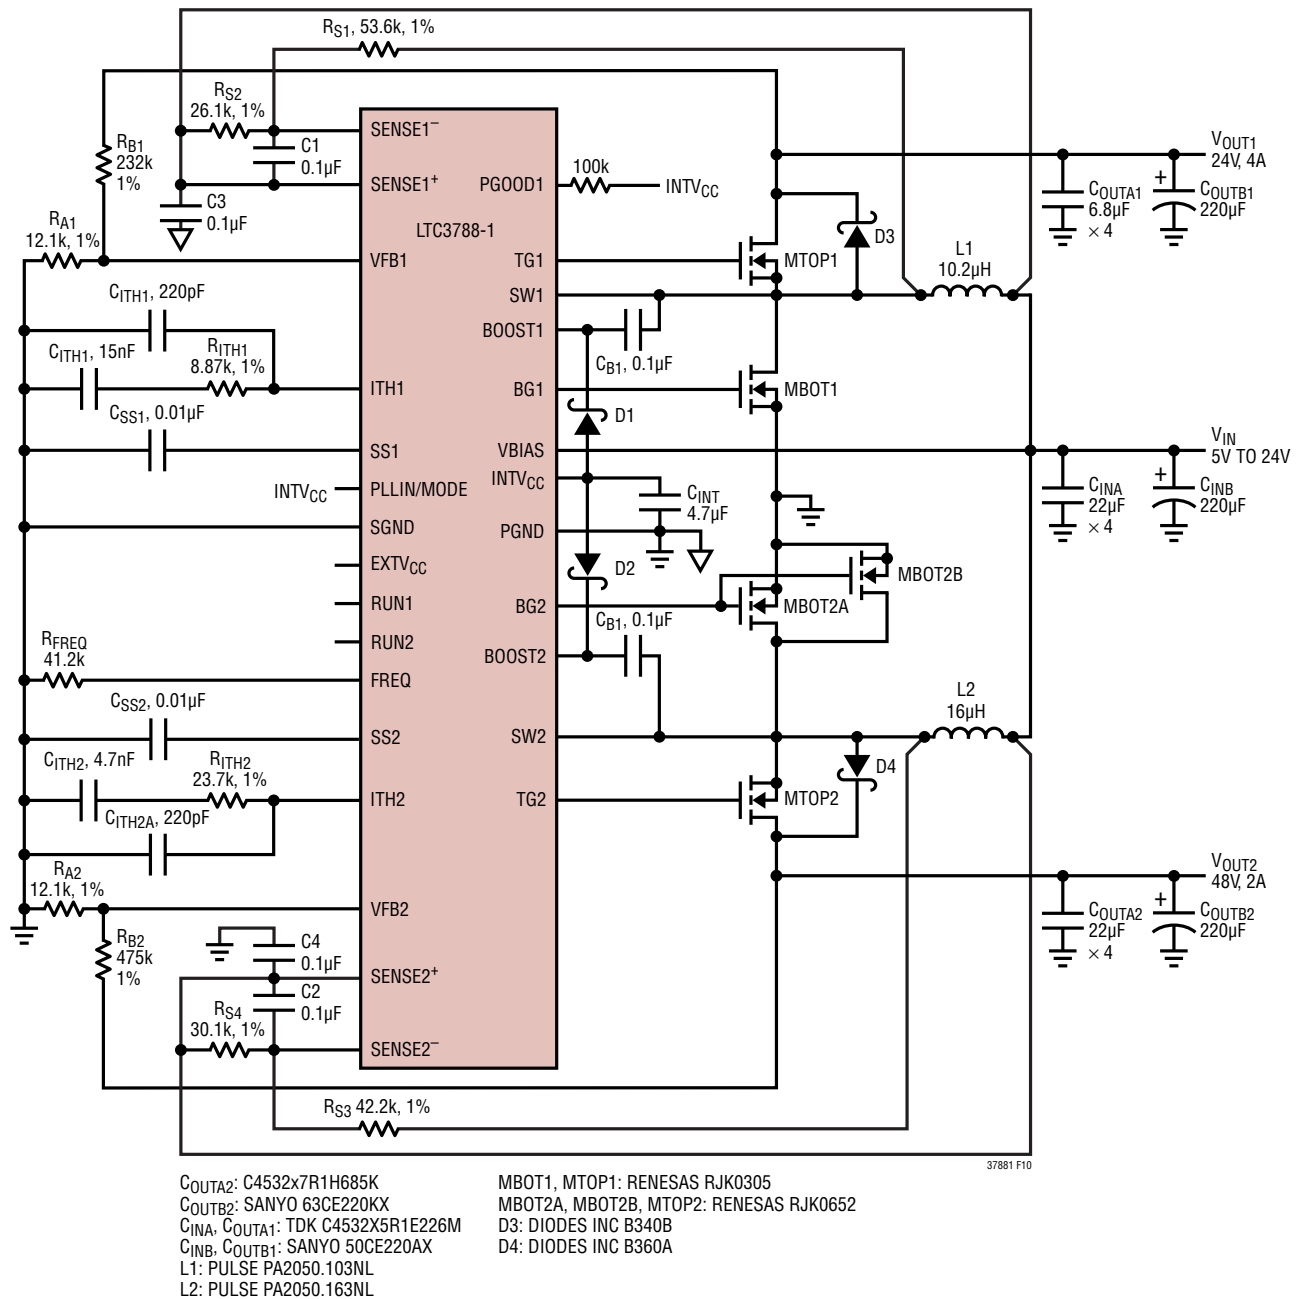 R_S1, 53.6k, 1%
R_S2
26.1k, 1%
SENSE1–
C1
0.1µF
R_B1
232k
1%
SENSE1+
C3
0.1µF
PGOOD1
100k
INTV_CC
LTC3788-1
R_A1
12.1k, 1%
VFB1
TG1
MTOP1
D3
V_OUT1
24V, 4A
C_OUTA1
6.8µF
× 4
+
C_OUTB1
220µF
L1
10.2µH
SW1
C_ITH1, 220pF
BOOST1
C_B1, 0.1µF
C_ITH1, 15nF
R_ITH1
8.87k, 1%
ITH1
BG1
MBOT1
D1
C_SS1, 0.01µF
SS1
VBIAS
V_IN
5V TO 24V
INTV_CC
PLLIN/MODE
INTV_CC
C_INT
4.7µF
C_INA
22µF
× 4
+
C_INB
220µF
SGND
PGND
EXTV_CC
D2
MBOT2B
RUN1
BG2
MBOT2A
C_B1, 0.1µF
RUN2
BOOST2
R_FREQ
41.2k
FREQ
C_SS2, 0.01µF
SS2
SW2
L2
16µH
D4
C_ITH2, 4.7nF
R_ITH2
23.7k, 1%
ITH2
TG2
MTOP2
C_ITH2A, 220pF
V_OUT2
48V, 2A
R_A2
12.1k, 1%
VFB2
C_OUTA2
22µF
× 4
+
C_OUTB2
220µF
R_B2
475k
1%
C4
0.1µF
SENSE2+
C2
0.1µF
R_S4
30.1k, 1%
SENSE2–
R_S3 42.2k, 1%
37881 F10
C_OUTA2: C4532x7R1H685K
C_OUTB2: SANYO 63CE220KX
C_INA, C_OUTA1: TDK C4532X5R1E226M
C_INB, C_OUTB1: SANYO 50CE220AX
L1: PULSE PA2050.103NL
L2: PULSE PA2050.163NL
MBOT1, MTOP1: RENESAS RJK0305
MBOT2A, MBOT2B, MTOP2: RENESAS RJK0652
D3: DIODES INC B340B
D4: DIODES INC B360A